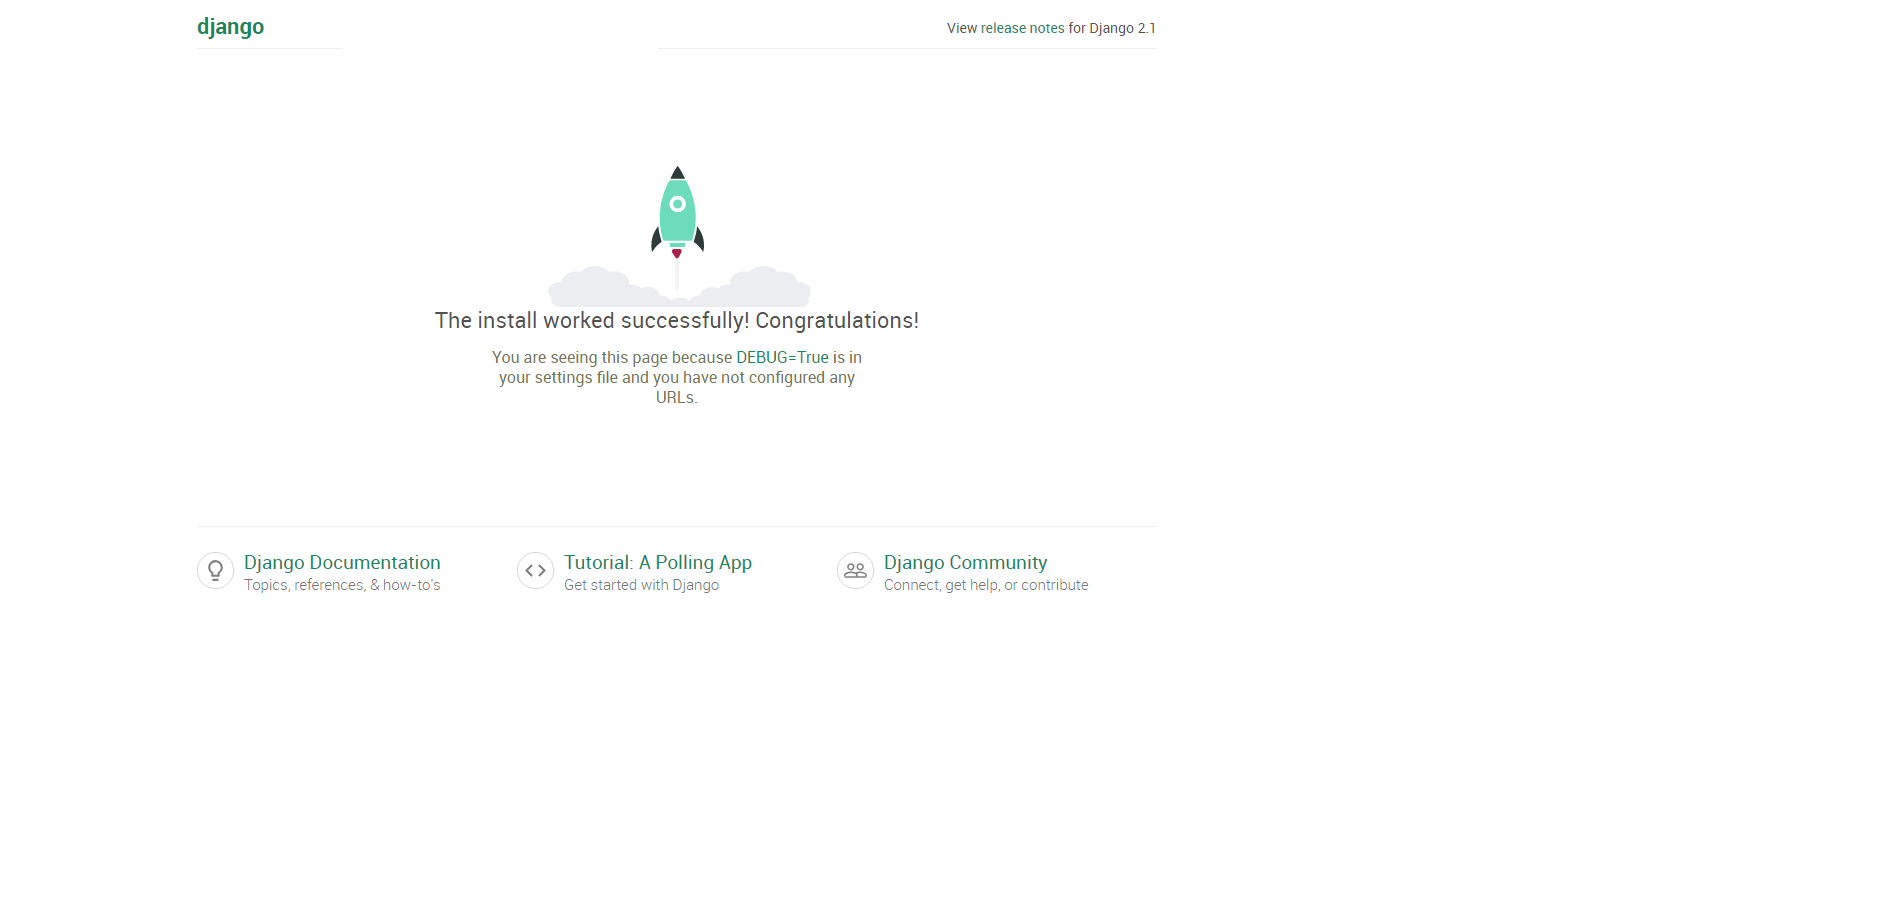 django
View release notes for Django 2.1
The install worked successfully! Congratulations!
You are seeing this page because DEBUG=True is in
your settings file and you have not configured any
URLs.
Django Documentation
Topics, references, & how-to's
Tutorial: A Polling App
Get started with Django
Django Community
Connect, get help, or contribute